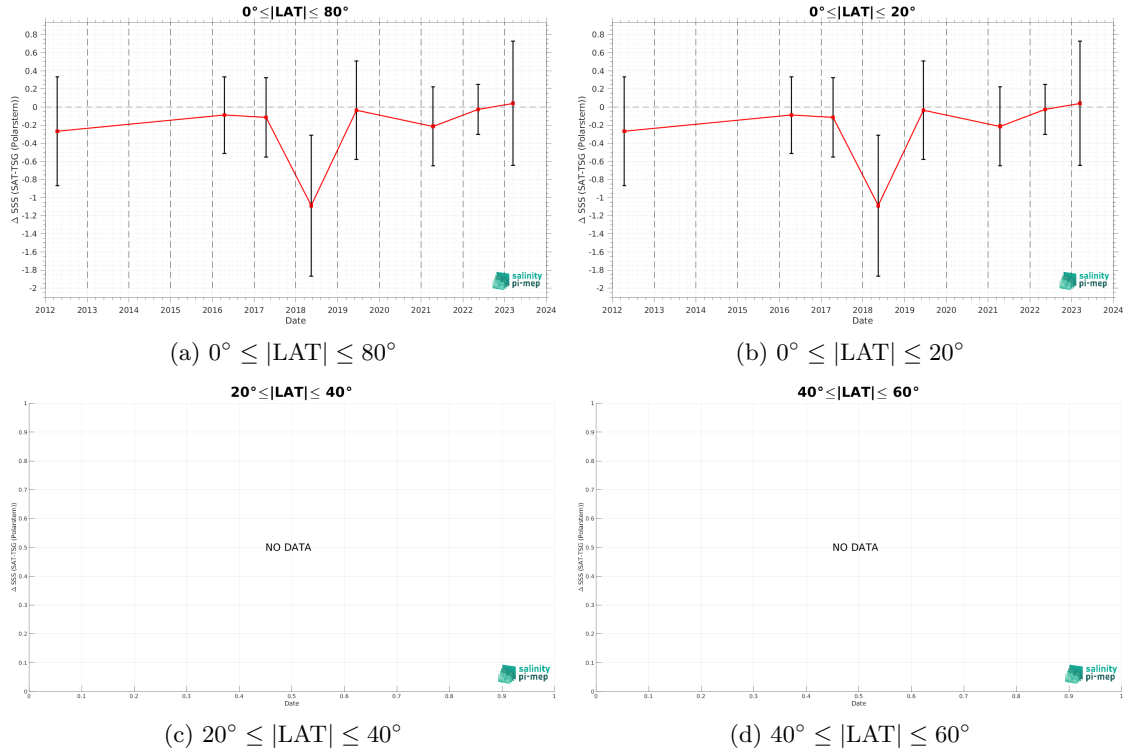 0°≤|LAT|≤ 80°
0.8
0.6
0.4
0.2
0
-0.2
-0.4
-0.6
-0.8
-1
-1.2
-1.4
-1.6
-1.8
-2
Δ SSS (SAT-TSG (Polarstern))
2012 2013 2014 2015 2016 2017 2018 2019 2020 2021 2022 2023 2024
Date
salinity
pi-mep
(a) 0° ≤ |LAT| ≤ 80°
0°≤|LAT|≤ 20°
0.8
0.6
0.4
0.2
0
-0.2
-0.4
-0.6
-0.8
-1
-1.2
-1.4
-1.6
-1.8
-2
Δ SSS (SAT-TSG (Polarstern))
2012 2013 2014 2015 2016 2017 2018 2019 2020 2021 2022 2023 2024
Date
salinity
pi-mep
(b) 0° ≤ |LAT| ≤ 20°
20°≤|LAT|≤ 40°
1
0.9
0.8
0.7
0.6
0.5
0.4
0.3
0.2
0.1
0
Δ SSS (SAT-TSG (Polarstern))
NO DATA
0 0.1 0.2 0.3 0.4 0.5 0.6 0.7 0.8 0.9 1
Date
salinity
pi-mep
(c) 20° ≤ |LAT| ≤ 40°
40°≤|LAT|≤ 60°
1
0.9
0.8
0.7
0.6
0.5
0.4
0.3
0.2
0.1
0
Δ SSS (SAT-TSG (Polarstern))
NO DATA
0 0.1 0.2 0.3 0.4 0.5 0.6 0.7 0.8 0.9 1
Date
salinity
pi-mep
(d) 40° ≤ |LAT| ≤ 60°